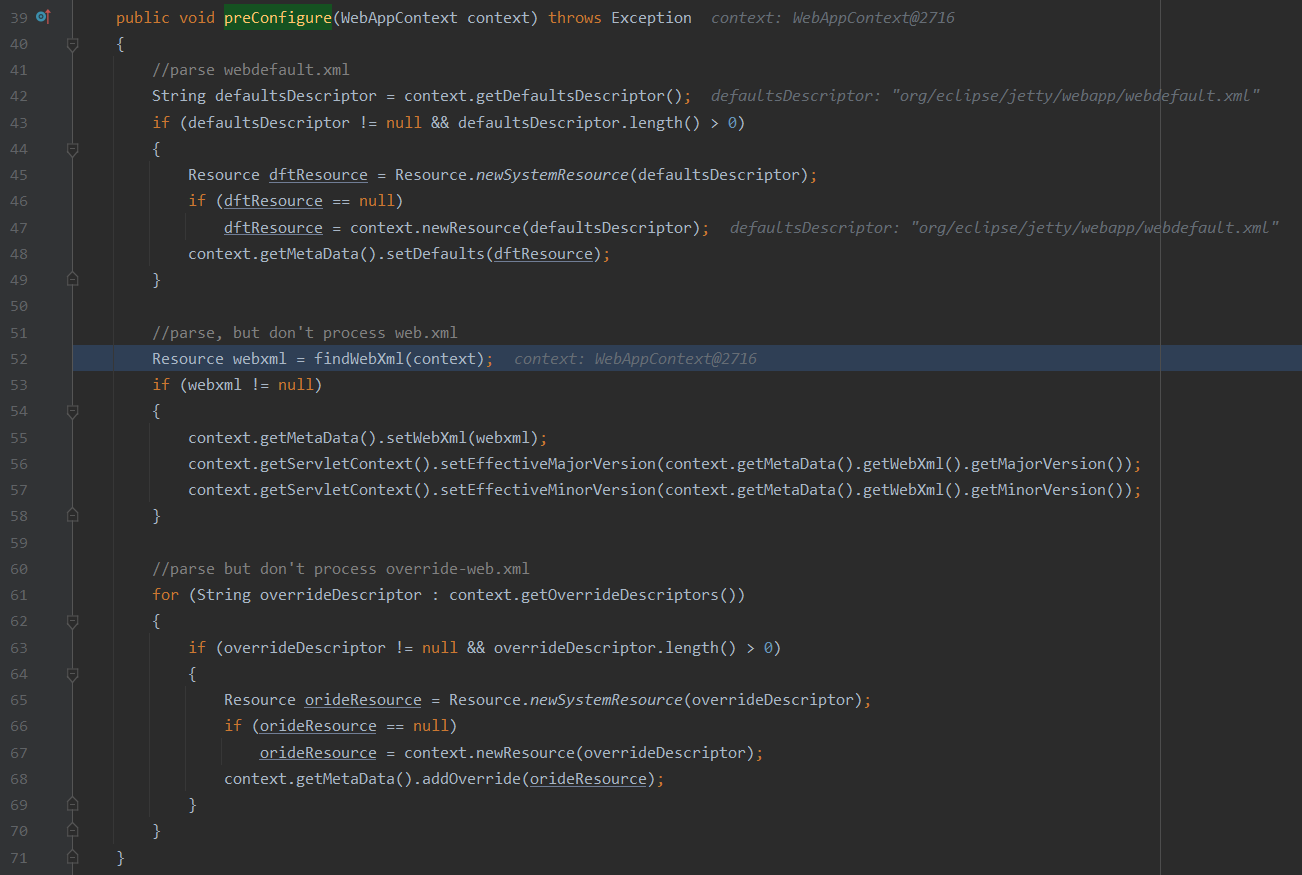 39 public void preConfigure(WebAppContext context) throws Exception context: WebAppContext@2716
40 {
41 //parse webdefault.xml
42 String defaultsDescriptor = context.getDefaultsDescriptor(); defaultsDescriptor: "org/eclipse/jetty/webapp/webdefault.xml"
43 if (defaultsDescriptor != null && defaultsDescriptor.length() > 0)
44 {
45 Resource dftResource = Resource.newSystemResource(defaultsDescriptor);
46 if (dftResource == null)
47 dftResource = context.newResource(defaultsDescriptor); defaultsDescriptor: "org/eclipse/jetty/webapp/webdefault.xml"
48 context.getMetaData().setDefaults(dftResource);
49 }
50
51 //parse, but don't process web.xml
52 Resource webxml = findWebXml(context); context: WebAppContext@2716
53 if (webxml != null)
54 {
55 context.getMetaData().setWebXml(webxml);
56 context.getServletContext().setEffectiveMajorVersion(context.getMetaData().getWebXml().getMajorVersion());
57 context.getServletContext().setEffectiveMinorVersion(context.getMetaData().getWebXml().getMinorVersion());
58 }
59
60 //parse but don't process override-web.xml
61 for (String overrideDescriptor : context.getOverrideDescriptors())
62 {
63 if (overrideDescriptor != null && overrideDescriptor.length() > 0)
64 {
65 Resource orideResource = Resource.newSystemResource(overrideDescriptor);
66 if (orideResource == null)
67 orideResource = context.newResource(overrideDescriptor);
68 context.getMetaData().addOverride(orideResource);
69 }
70 }
71 }